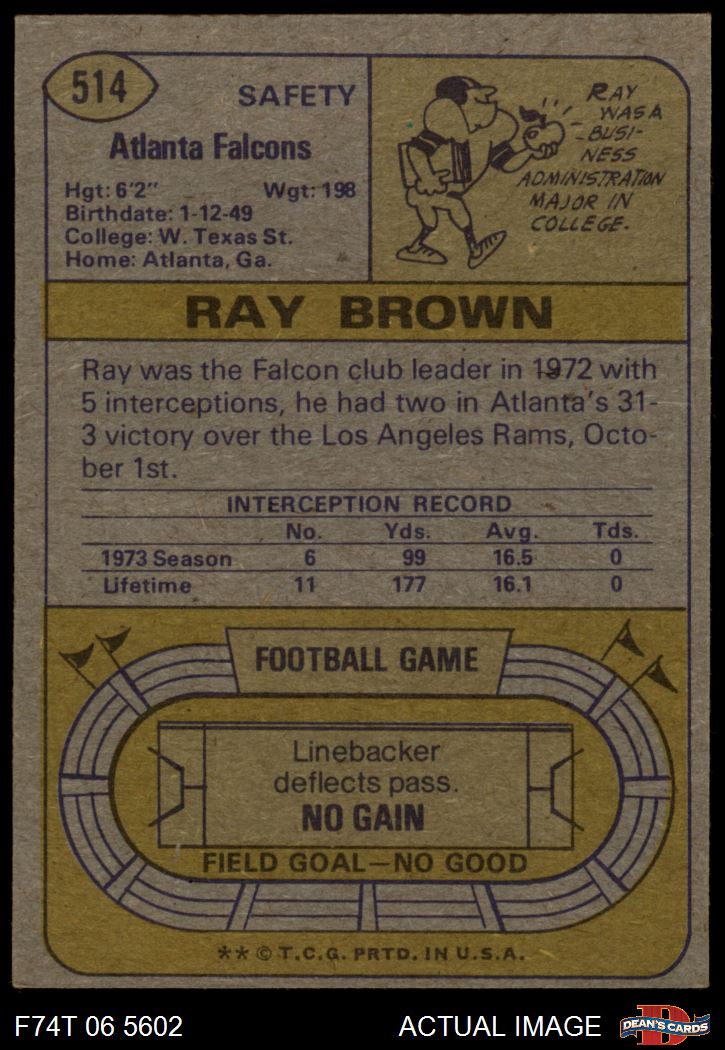 514
SAFETY
Atlanta Falcons
Hgt: 6'2" Wgt: 198
Birthdate: 1-12-49
College: W. Texas St.
Home: Atlanta, Ga.
RAY
WAS A
BUSI-
NESS
ADMINISTRATION
MAJOR IN
COLLEGE.
RAY BROWN
Ray was the Falcon club leader in 1972 with
5 interceptions, he had two in Atlanta's 31-
3 victory over the Los Angeles Rams, Octo-
ber 1st.
INTERCEPTION RECORD
No. Yds. Avg. Tds.
1973 Season 6 99 16.5 0
Lifetime 11 177 16.1 0
FOOTBALL GAME
Linebacker
deflects pass.
NO GAIN
FIELD GOAL—NO GOOD
** © T.C.G. PRTD. IN U.S.A.
F74T 06 5602 ACTUAL IMAGE
D
DEAN'S CARDS